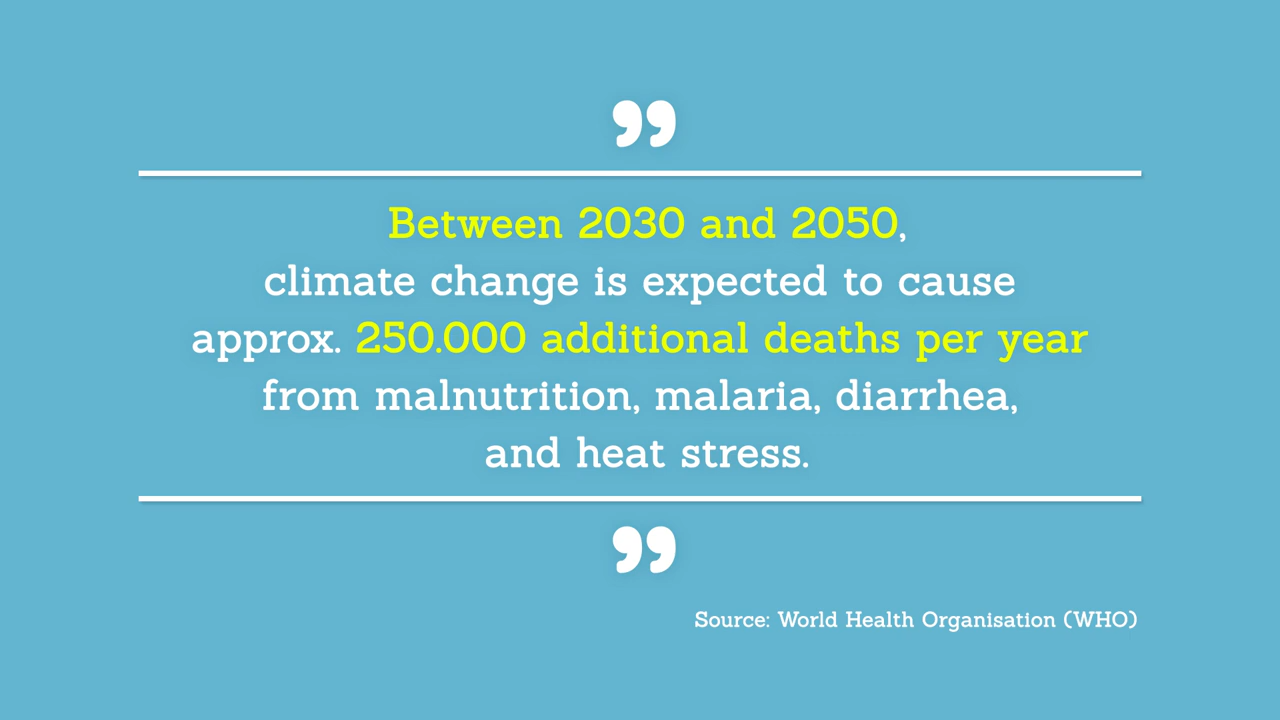 ”
Between 2030 and 2050,
climate change is expected to cause
approx. 250.000 additional deaths per year
from malnutrition, malaria, diarrhea,
and heat stress.
”
Source: World Health Organisation (WHO)